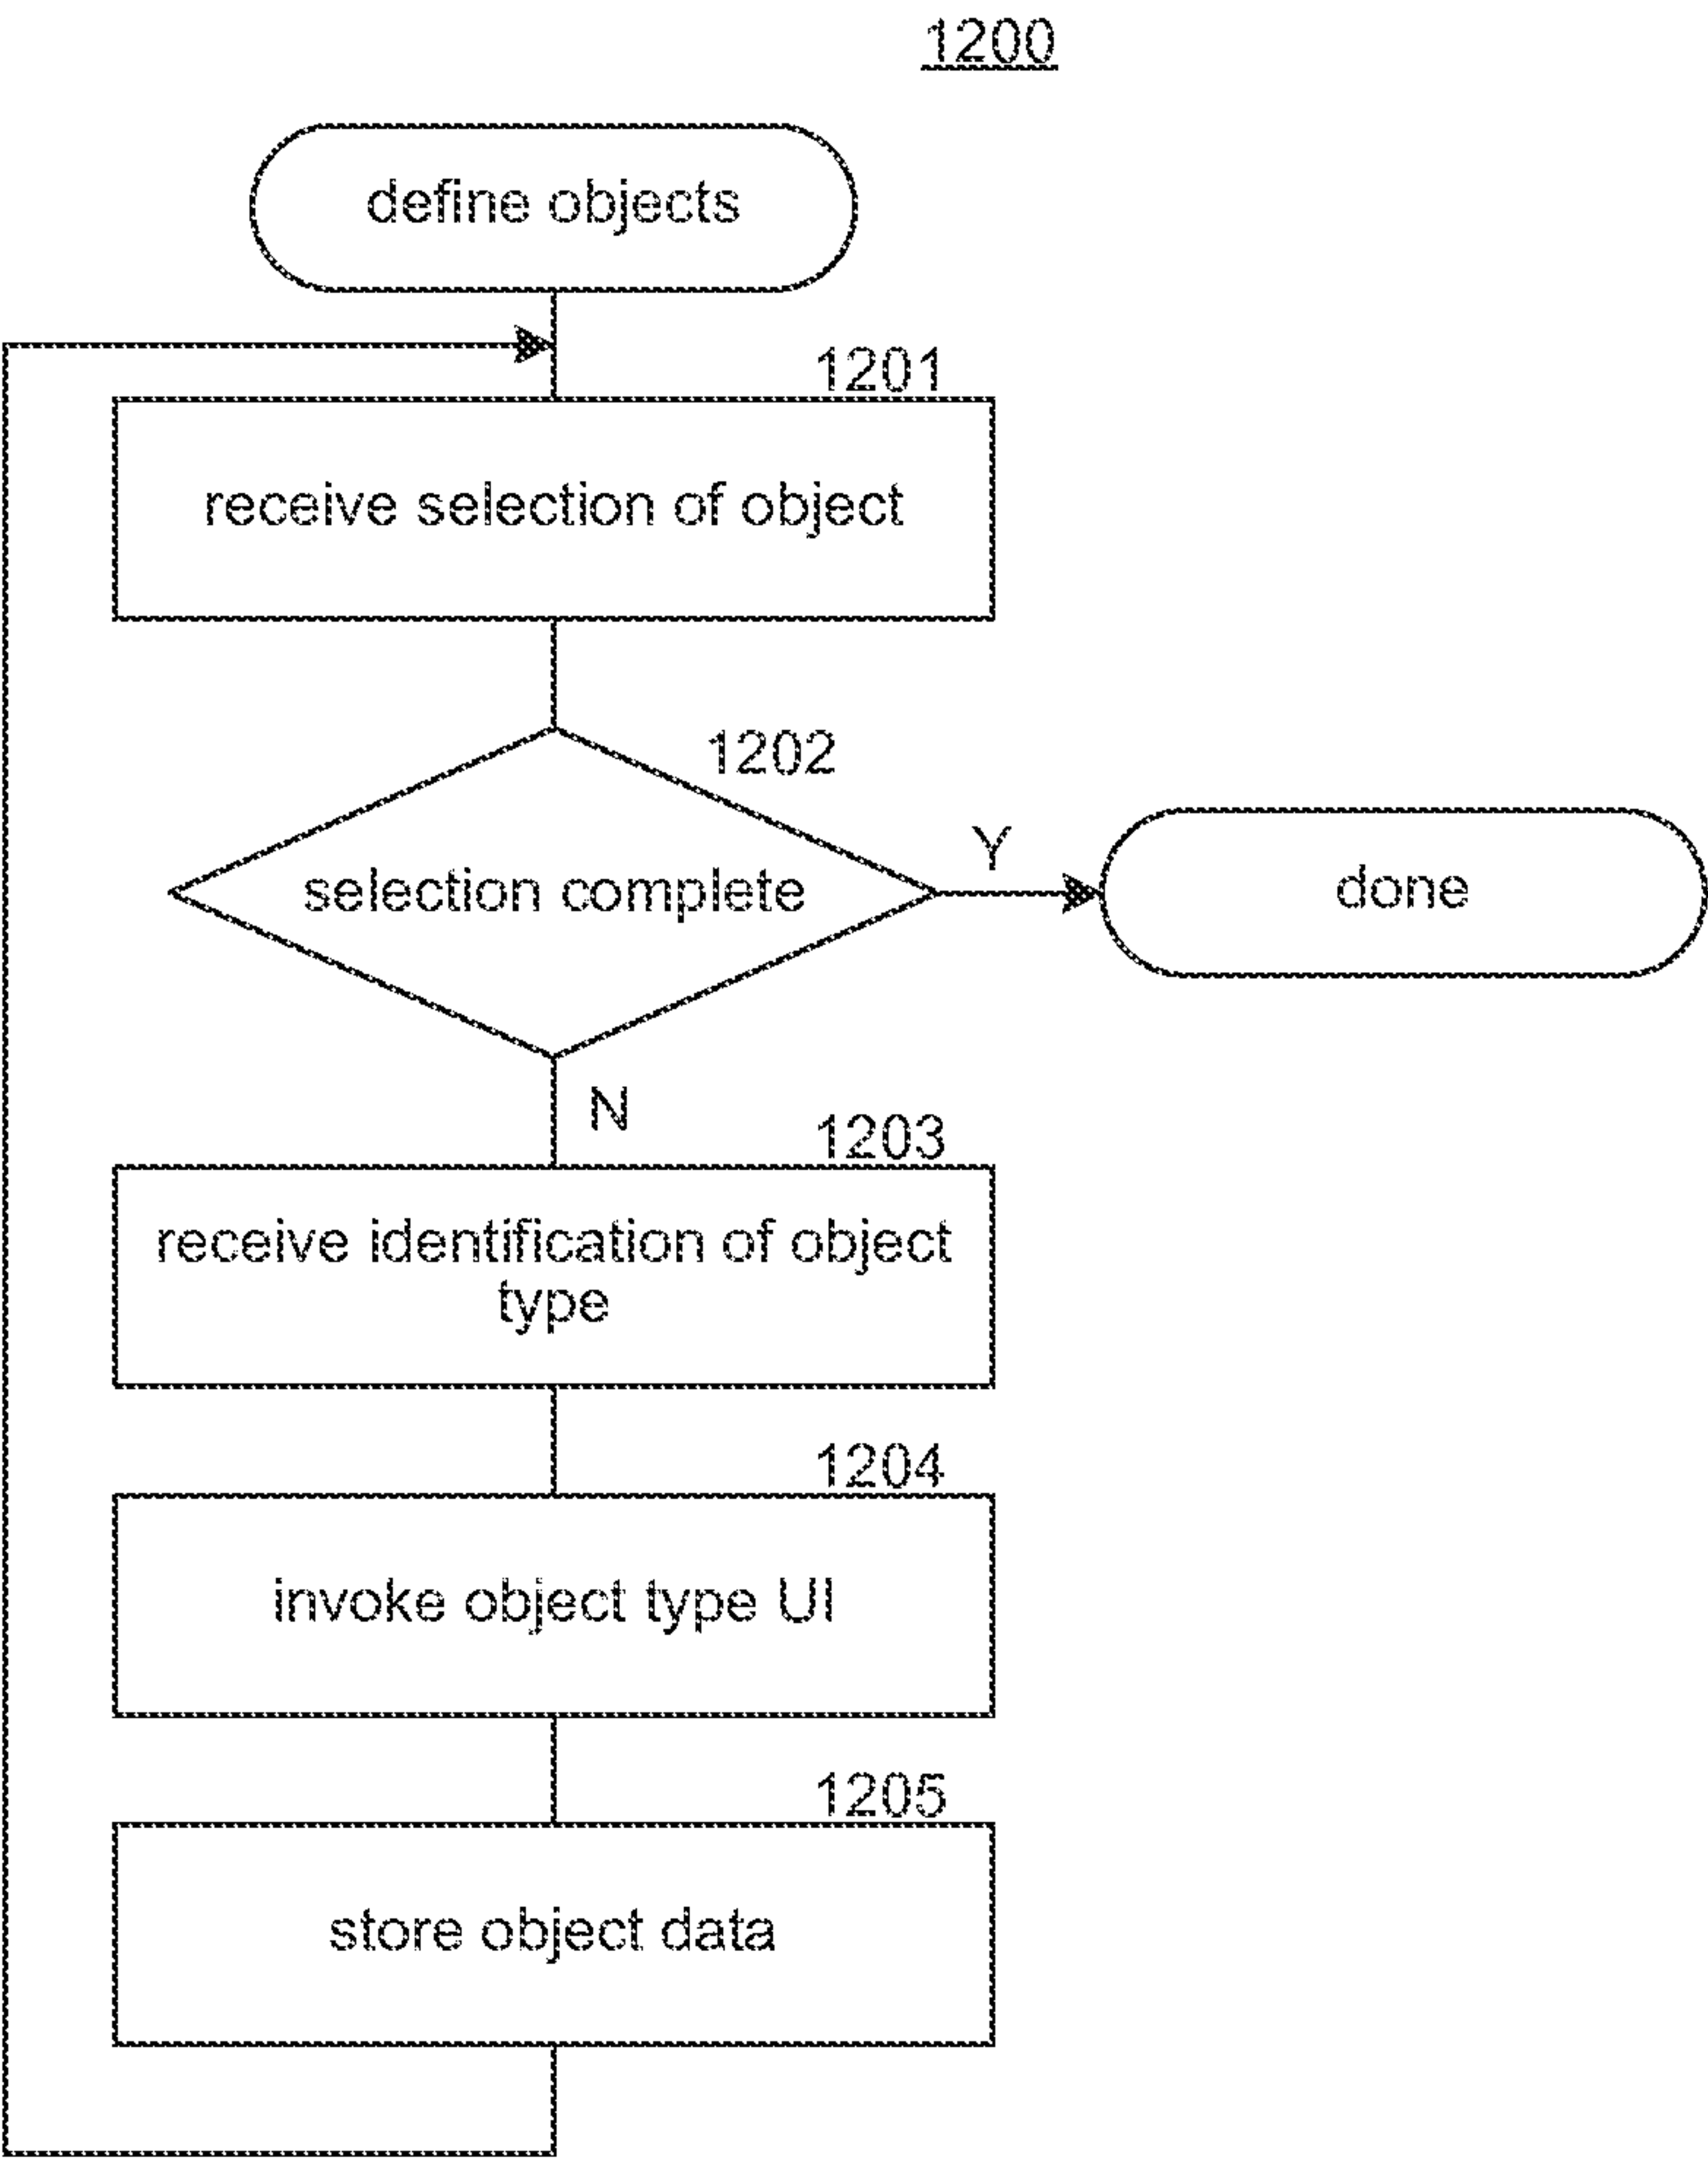 1200
define objects
1201
receive selection of object
1202
selection complete
Y
done
N
1203
receive identification of object
type
1204
invoke object type UI
1205
store object data